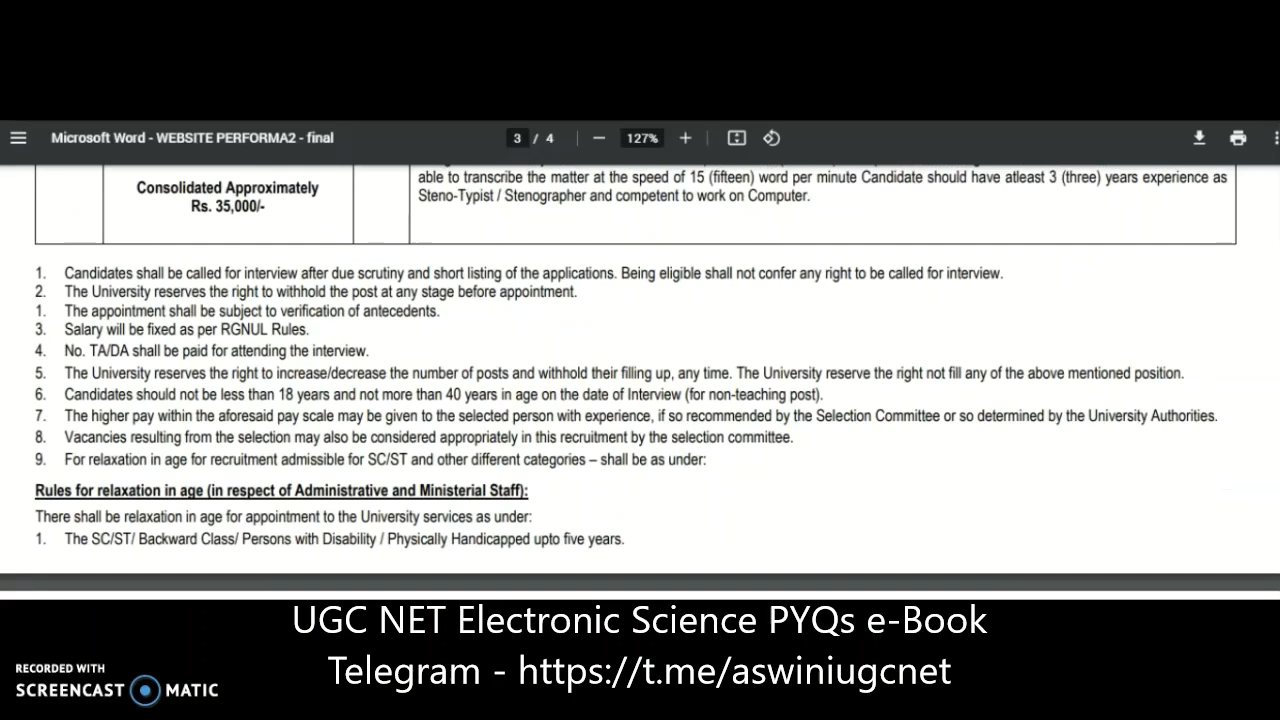 Microsoft Word - WEBSITE PERFORMA2 - final
3 / 4
127%
able to transcribe the matter at the speed of 15 (fifteen) word per minute Candidate should have atleast 3 (three) years experience as
Steno-Typist / Stenographer and competent to work on Computer.
Consolidated Approximately
Rs. 35,000/-
1. Candidates shall be called for interview after due scrutiny and short listing of the applications. Being eligible shall not confer any right to be called for interview.
2. The University reserves the right to withhold the post at any stage before appointment.
1. The appointment shall be subject to verification of antecedents.
3. Salary will be fixed as per RGNUL Rules.
4. No. TA/DA shall be paid for attending the interview.
5. The University reserves the right to increase/decrease the number of posts and withhold their filling up, any time. The University reserve the right not fill any of the above mentioned position.
6. Candidates should not be less than 18 years and not more than 40 years in age on the date of Interview (for non-teaching post).
7. The higher pay within the aforesaid pay scale may be given to the selected person with experience, if so recommended by the Selection Committee or so determined by the University Authorities.
8. Vacancies resulting from the selection may also be considered appropriately in this recruitment by the selection committee.
9. For relaxation in age for recruitment admissible for SC/ST and other different categories – shall be as under:
Rules for relaxation in age (in respect of Administrative and Ministerial Staff):
There shall be relaxation in age for appointment to the University services as under:
1. The SC/ST/ Backward Class/ Persons with Disability / Physically Handicapped upto five years.
UGC NET Electronic Science PYQs e-Book
Telegram - https://t.me/aswiniugcnet
RECORDED WITH
SCREENCAST MATIC